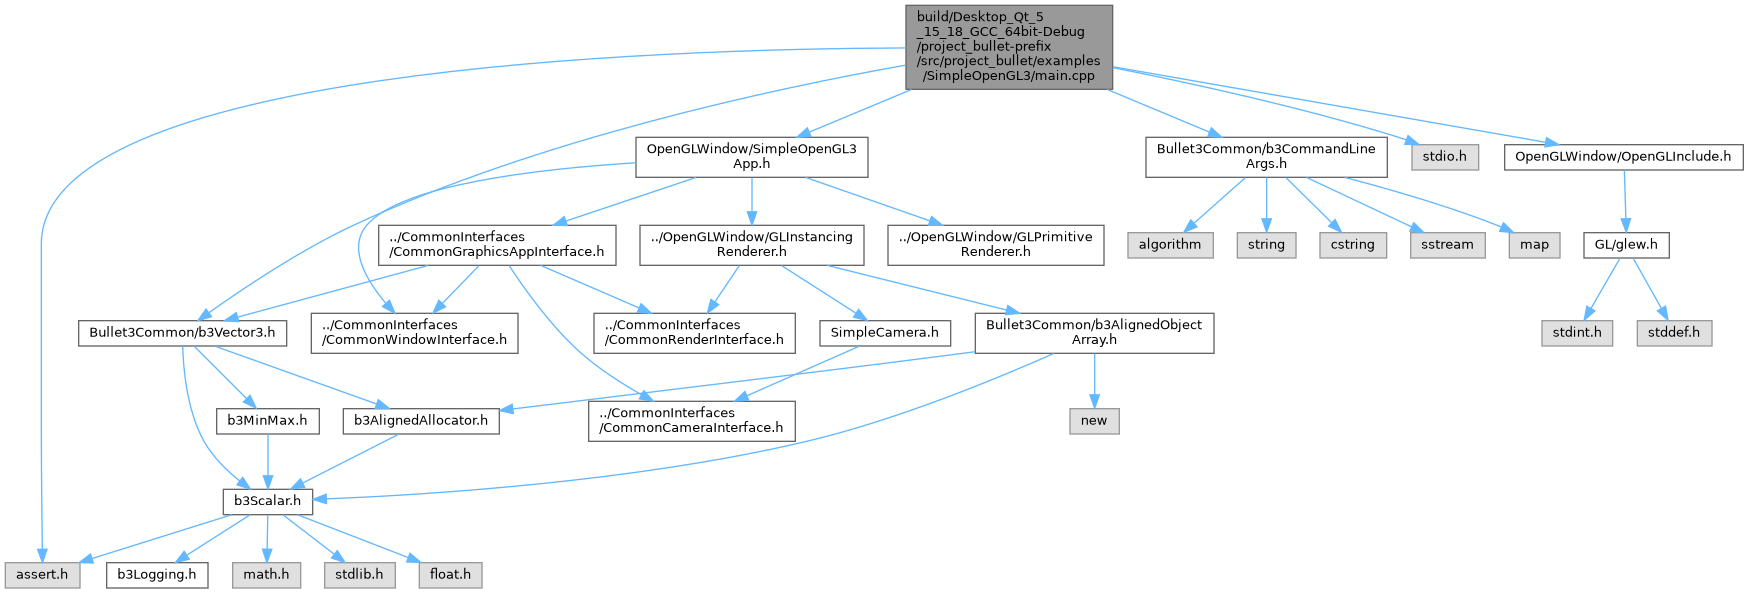 build/Desktop_Qt_5
_15_18_GCC_64bit-Debug
/project_bullet-prefix
/src/project_bullet/examples
/SimpleOpenGL3/main.cpp
OpenGLWindow/SimpleOpenGL3
App.h
Bullet3Common/b3CommandLine
Args.h
stdio.h
OpenGLWindow/OpenGLInclude.h
../CommonInterfaces
/CommonGraphicsAppInterface.h
../OpenGLWindow/GLInstancing
Renderer.h
../OpenGLWindow/GLPrimitive
Renderer.h
algorithm
string
cstring
sstream
map
GL/glew.h
Bullet3Common/b3Vector3.h
../CommonInterfaces
/CommonWindowInterface.h
../CommonInterfaces
/CommonRenderInterface.h
SimpleCamera.h
Bullet3Common/b3AlignedObject
Array.h
stdint.h
stddef.h
b3MinMax.h
b3AlignedAllocator.h
../CommonInterfaces
/CommonCameraInterface.h
new
b3Scalar.h
assert.h
b3Logging.h
math.h
stdlib.h
float.h